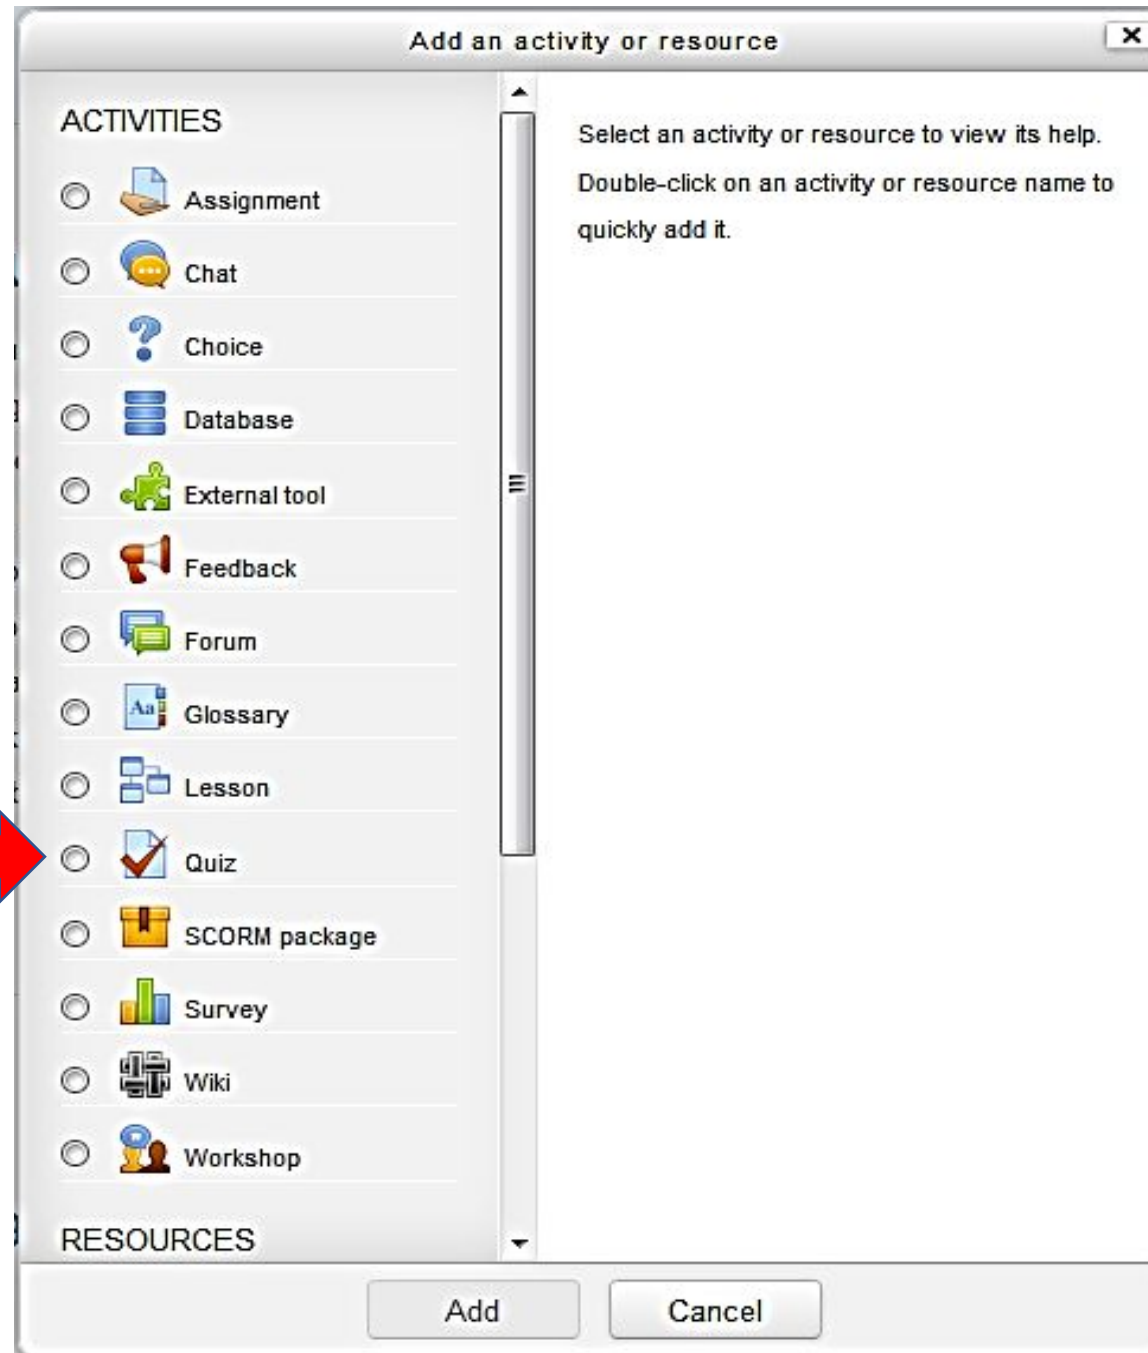 Add an activity or resource
ACTIVITIES
Assignment
Chat
Choice
Database
External tool
Feedback
Forum
Aa
Glossary
Lesson
Quiz
SCORM package
Survey
Wiki
Workshop
RESOURCES
Select an activity or resource to view its help.
Double-click on an activity or resource name to
quickly add it.
Add
Cancel